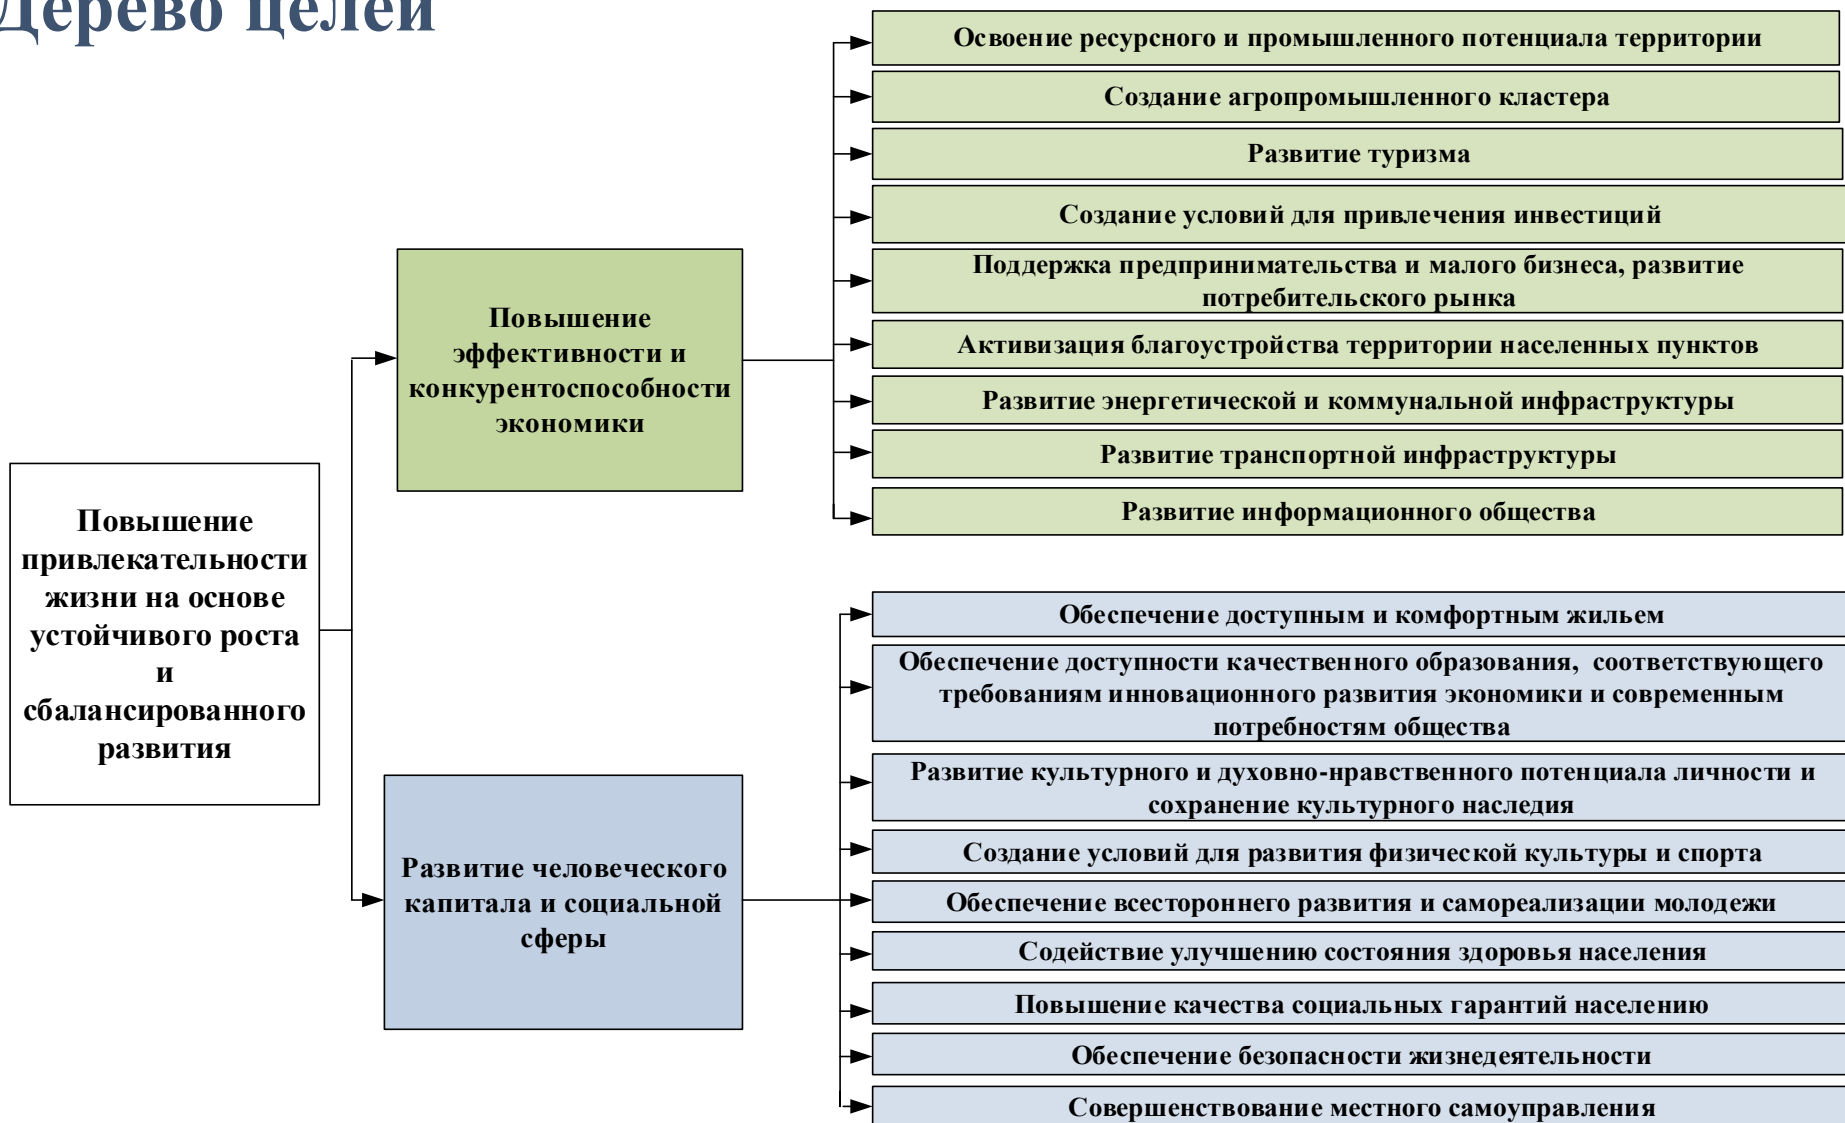 Дерево целей
Освоение ресурсного и промышленного потенциала территории
Создание агропромышленного кластера
Развитие туризма
Создание условий для привлечения инвестиций
Поддержка предпринимательства и малого бизнеса, развитие
потребительского рынка
Активизация благоустройства территории населенных пунктов
Развитие энергетической и коммунальной инфраструктуры
Развитие транспортной инфраструктуры
Развитие информационного общества
Повышение
эффективности и
конкурентоспособности
экономики
Повышение
привлекательности
жизни на основе
устойчивого роста
и
сбалансированного
развития
Развитие человеческого
капитала и социальной
сферы
Обеспечение доступным и комфортным жильем
Обеспечение доступности качественного образования, соответствующего
требованиям инновационного развития экономики и современным
потребностям общества
Развитие культурного и духовно-нравственного потенциала личности и
сохранение культурного наследия
Создание условий для развития физической культуры и спорта
Обеспечение всестороннего развития и самореализации молодежи
Содействие улучшению состояния здоровья населения
Повышение качества социальных гарантий населению
Обеспечение безопасности жизнедеятельности
Совершенствование местного самоуправления